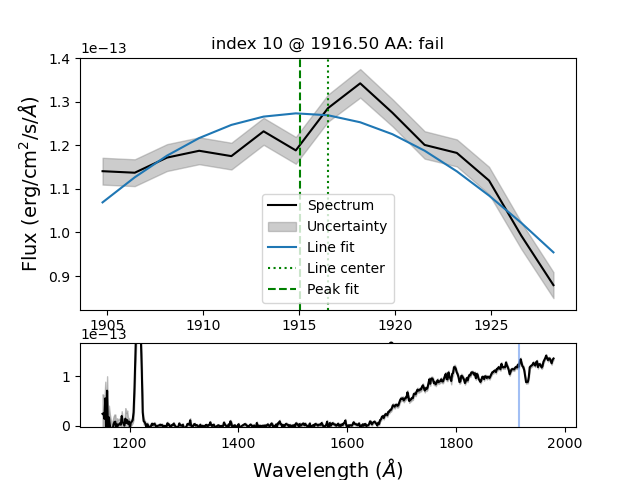 index 10 @ 1916.50 AA: fail
1e−13
1.4
1.3
1.2
1.1
1.0
0.9
Flux (erg/cm²/s/Å)
Spectrum
Uncertainty
Line fit
Line center
Peak fit
1905 1910 1915 1920 1925
1e−13
1
0
1200 1400 1600 1800 2000
Wavelength (Å)